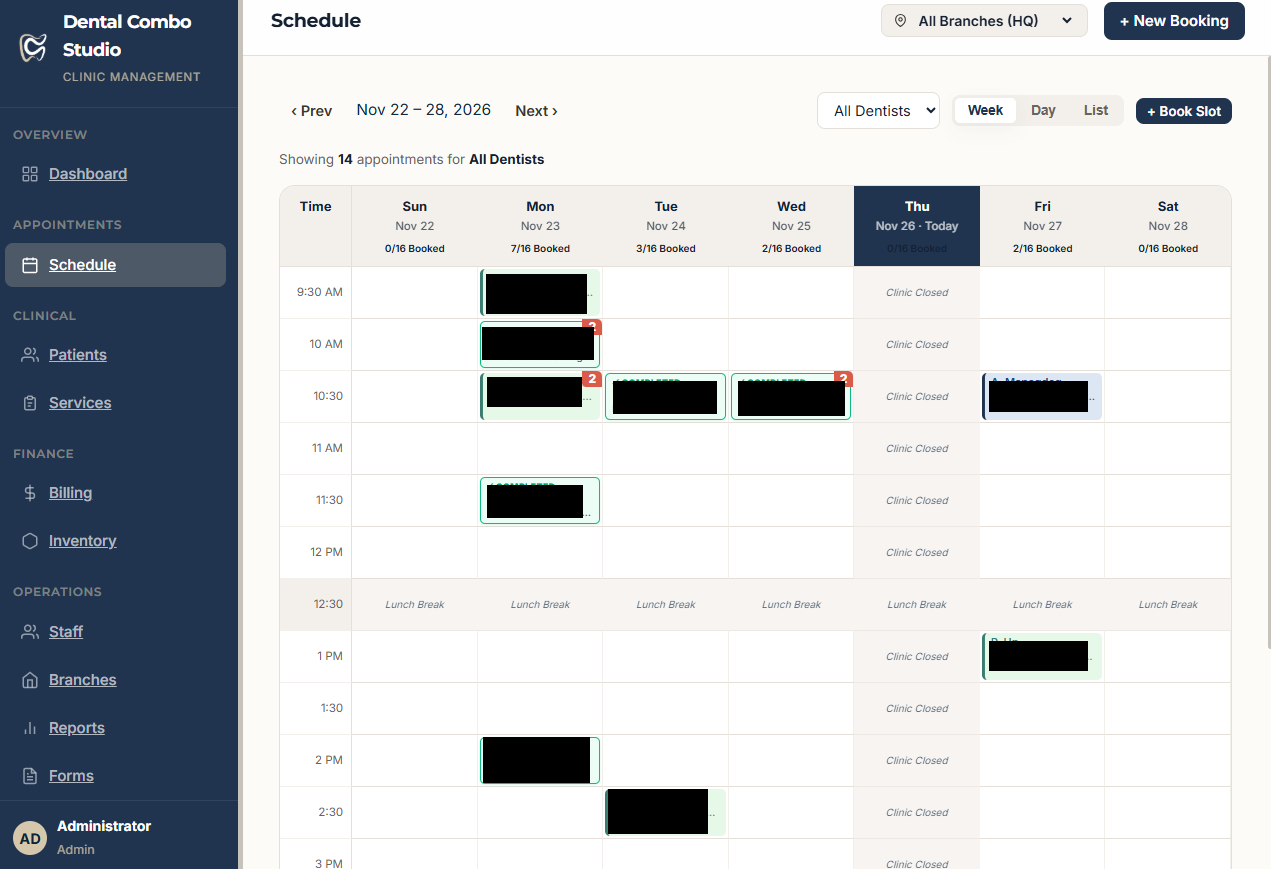 Dental Combo
Studio
CLINIC MANAGEMENT
OVERVIEW
Dashboard
APPOINTMENTS
Schedule
CLINICAL
Patients
Services
FINANCE
Billing
Inventory
OPERATIONS
Staff
Branches
Reports
Forms
AD
Administrator
Admin
Schedule
All Branches (HQ)
+ New Booking
‹ Prev
Nov 22 – 28, 2026
Next ›
All Dentists
Week
Day
List
+ Book Slot
Showing 14 appointments for All Dentists
Time
Sun
Nov 22
0/16 Booked
Mon
Nov 23
7/16 Booked
Tue
Nov 24
3/16 Booked
Wed
Nov 25
2/16 Booked
Thu
Nov 26 · Today
0/16 Booked
Fri
Nov 27
2/16 Booked
Sat
Nov 28
0/16 Booked
9:30 AM
Clinic Closed
10 AM
Clinic Closed
10:30
2
2
Clinic Closed
11 AM
Clinic Closed
11:30
Clinic Closed
12 PM
Clinic Closed
12:30
Lunch Break
Lunch Break
Lunch Break
Lunch Break
Lunch Break
Lunch Break
Lunch Break
1 PM
Clinic Closed
1:30
Clinic Closed
2 PM
Clinic Closed
2:30
Clinic Closed
3 PM
Clinic Closed